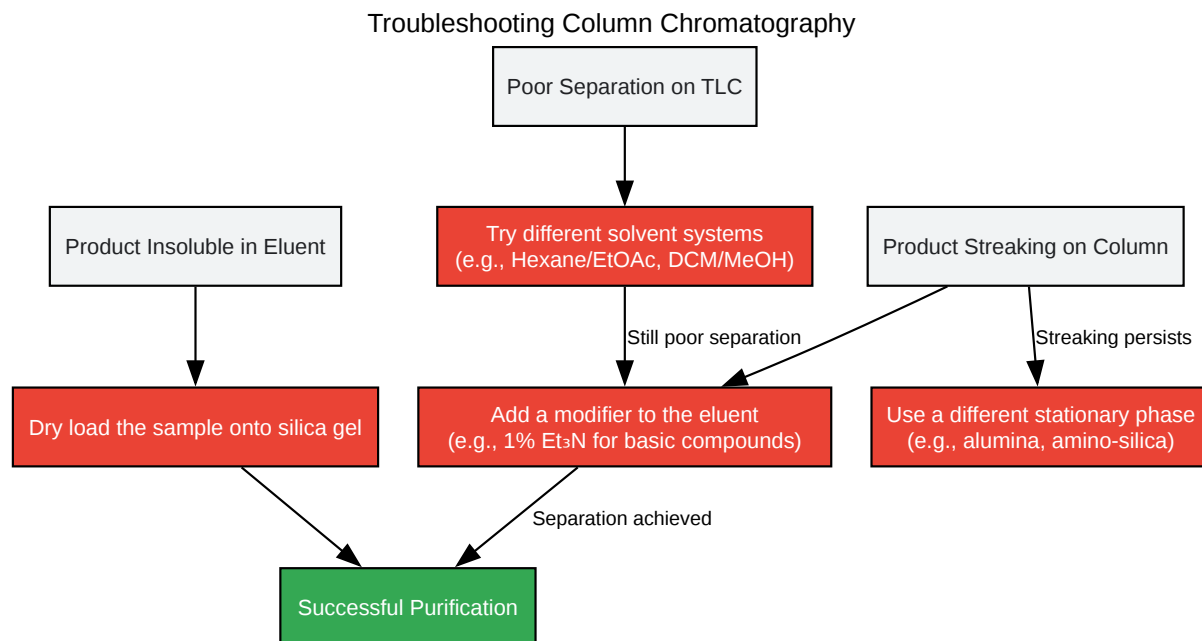 Troubleshooting Column Chromatography
Poor Separation on TLC
Product Insoluble in Eluent
Try different solvent systems
(e.g., Hexane/EtOAc, DCM/MeOH)
Product Streaking on Column
Still poor separation
Streaking persists
Dry load the sample onto silica gel
Add a modifier to the eluent
(e.g., 1% Et₃N for basic compounds)
Use a different stationary phase
(e.g., alumina, amino-silica)
Separation achieved
Successful Purification